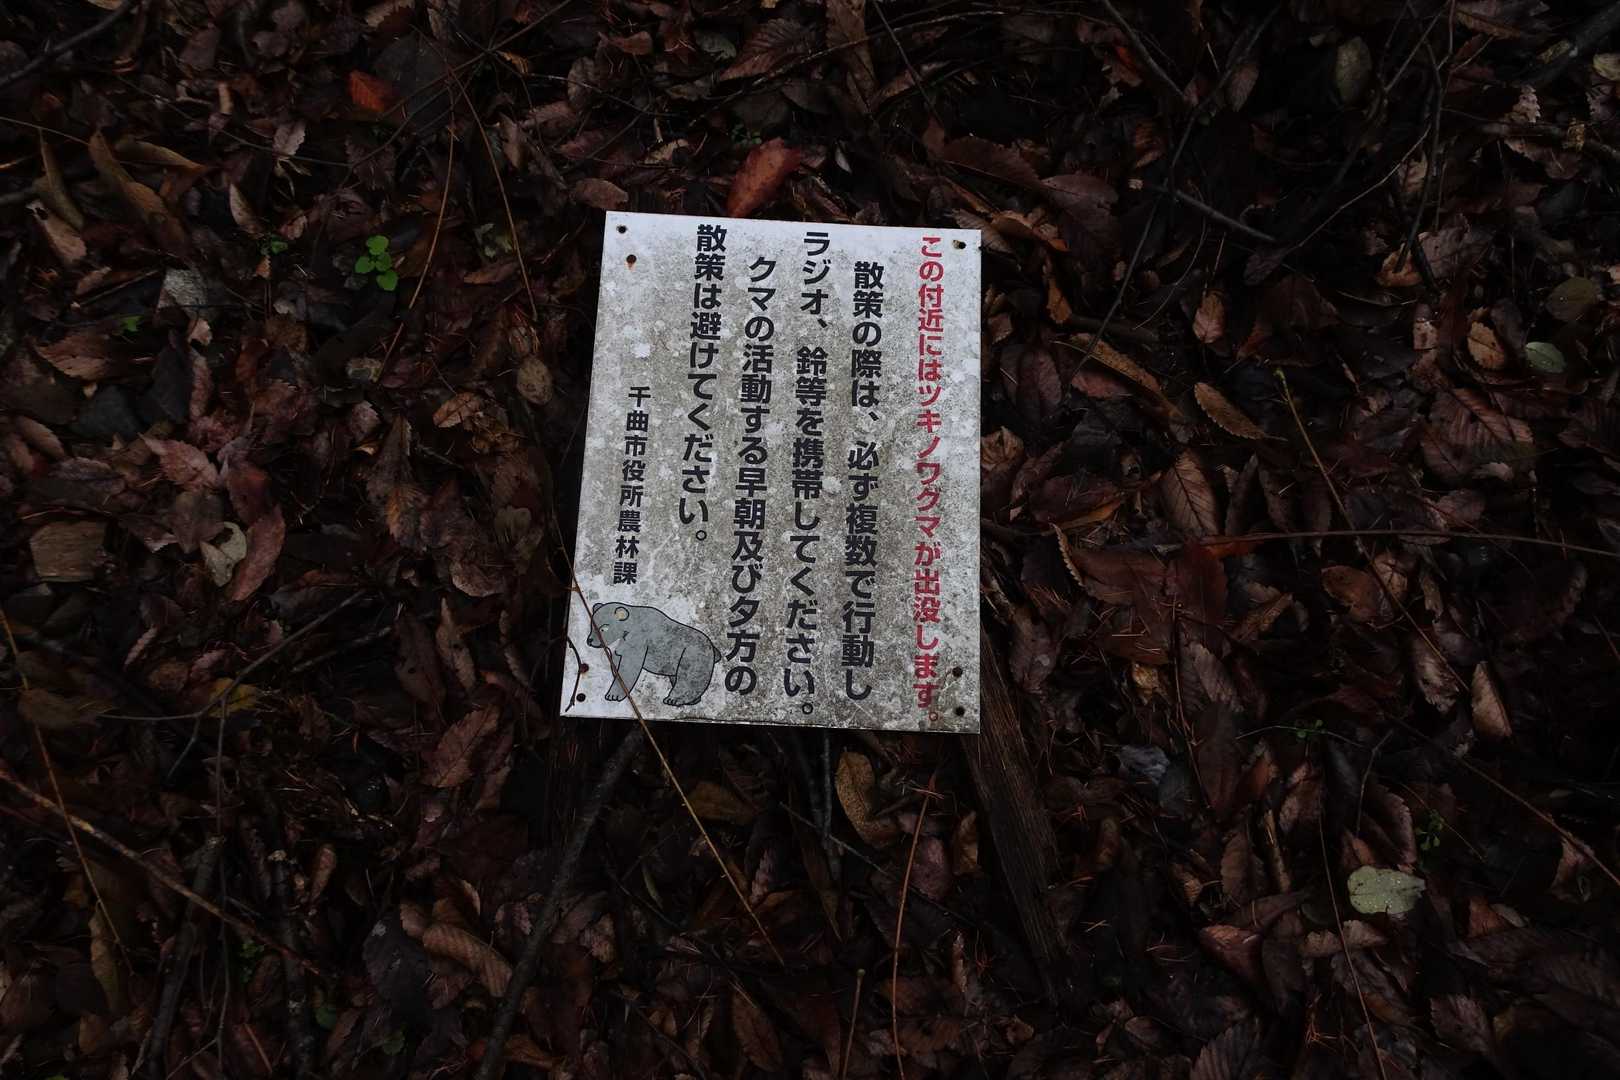 この付近にはツキノワグマが出没します。
散策の際は、必ず複数で行動し
ラジオ、鈴等を携帯してください。
クマの活動する早朝及び夕方の
散策は避けてください。
千曲市役所農林課